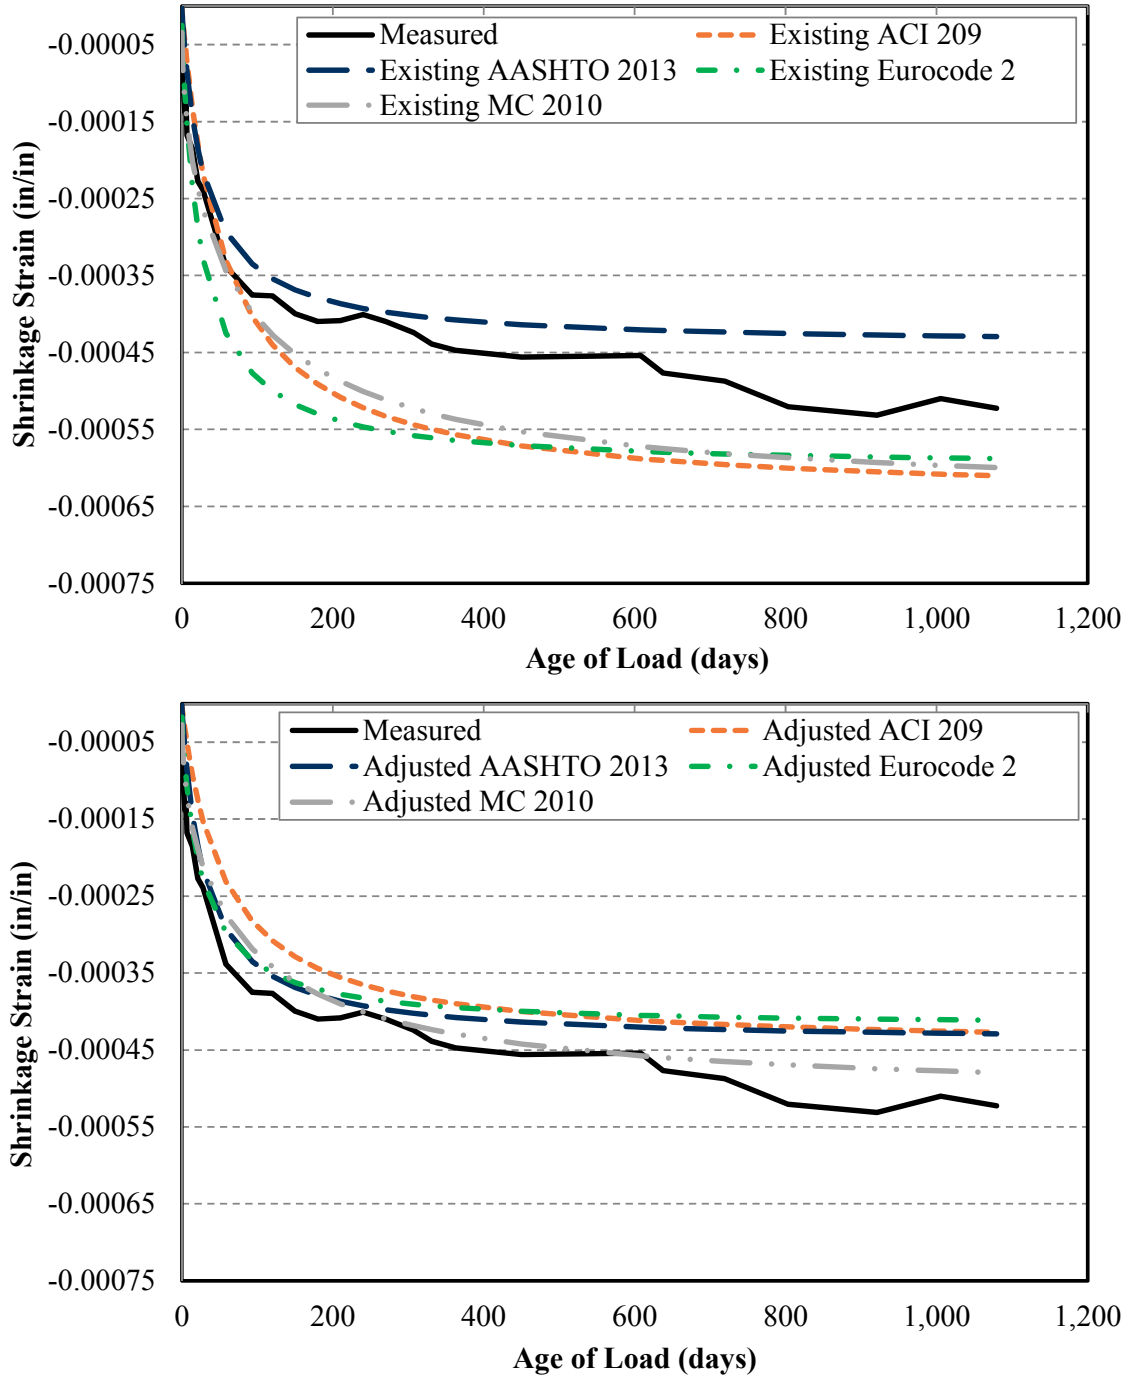 Measured Existing ACI 209
Existing AASHTO 2013 Existing Eurocode 2
Existing MC 2010
-0.00005
-0.00015
-0.00025
-0.00035
-0.00045
-0.00055
-0.00065
-0.00075
Shrinkage Strain (in/in)
0 200 400 600 800 1,000 1,200
Age of Load (days)
Measured Adjusted ACI 209
Adjusted AASHTO 2013 Adjusted Eurocode 2
Adjusted MC 2010
-0.00005
-0.00015
-0.00025
-0.00035
-0.00045
-0.00055
-0.00065
-0.00075
Shrinkage Strain (in/in)
0 200 400 600 800 1,000 1,200
Age of Load (days)